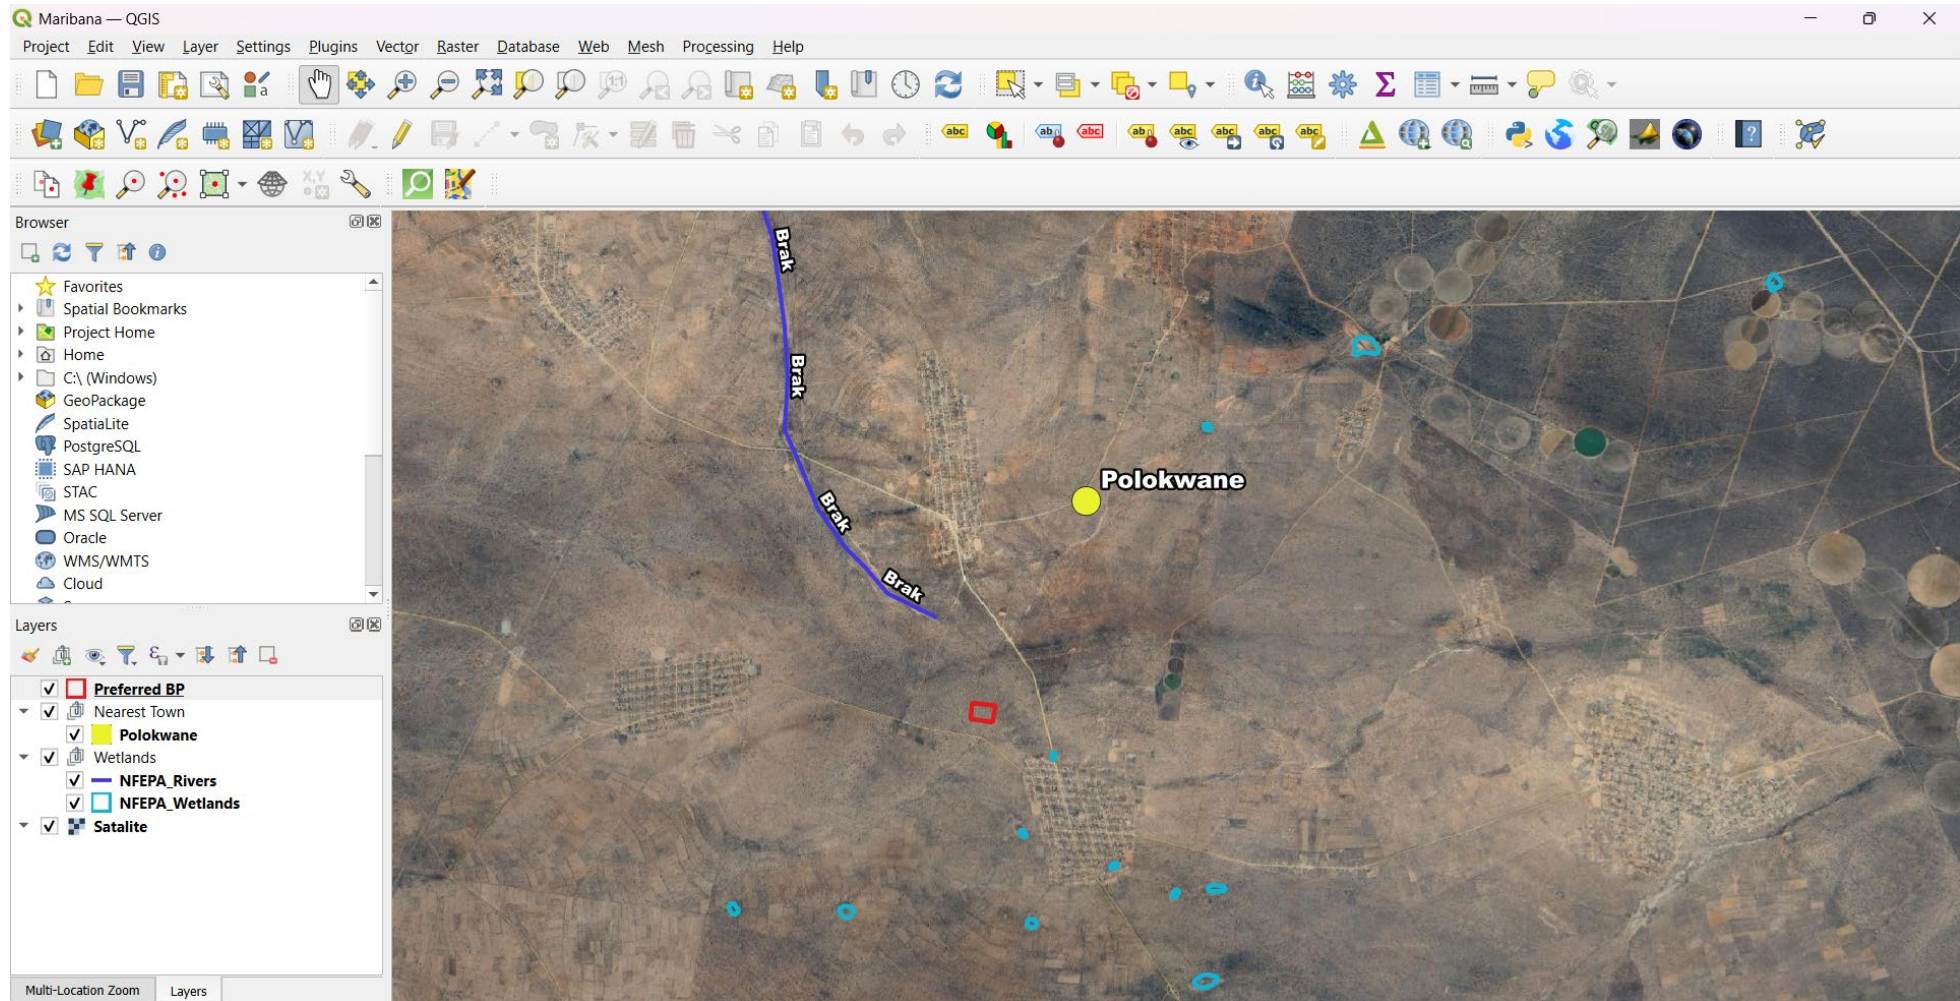 Maribana — QGIS
Project Edit View Layer Settings Plugins Vector Raster Database Web Mesh Processing Help
Browser
Favorites
Spatial Bookmarks
Project Home
Home
C:\ (Windows)
GeoPackage
SpatiaLite
PostgreSQL
SAP HANA
STAC
MS SQL Server
Oracle
WMS/WMTS
Cloud
Layers
Preferred BP
Nearest Town
Polokwane
Wetlands
NFEPA_Rivers
NFEPA_Wetlands
Satalite
Multi-Location Zoom Layers
Brak
Brak
Brak
Brak
Polokwane